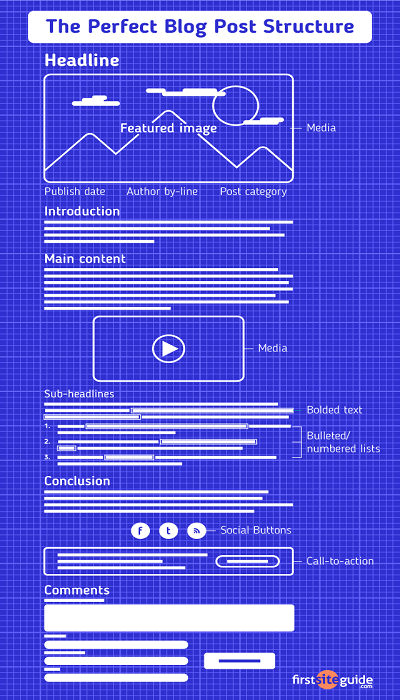 The Perfect Blog Post Structure
Headline
Featured image
Media
Publish date Author by-line Post category
Introduction
Main content
Media
Sub-headlines
Bolded text
1.
Bulleted/
2.
numbered lists
3.
Conclusion
f t Social Buttons
Call-to-action
Comments
firstsiteguide
.com